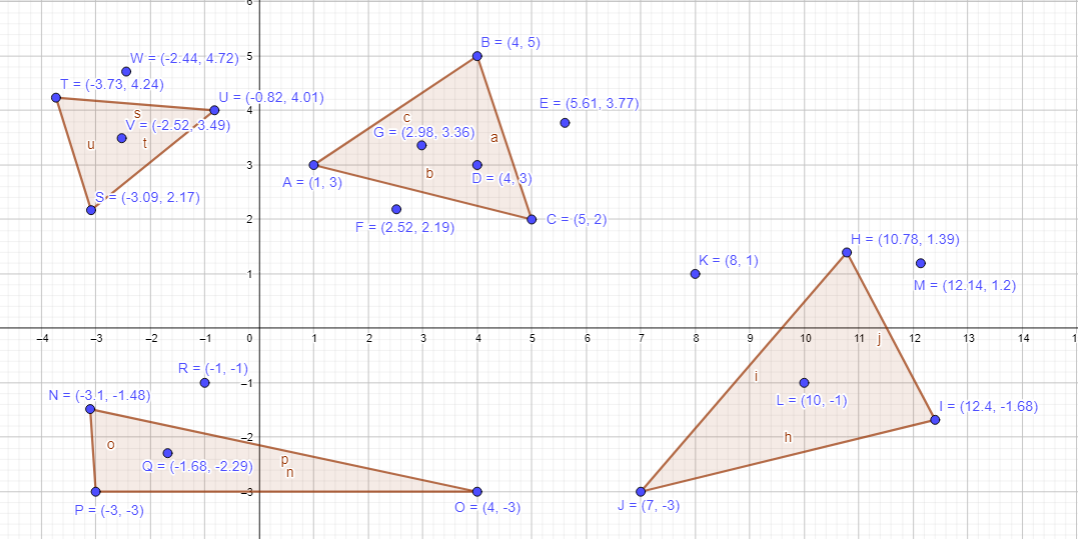 6
W = (-2.44, 4.72)
B = (4, 5)
5
T = (-3.73, 4.24)
U = (-0.82, 4.01)
E = (5.61, 3.77)
4
s
c
V = (-2.52, 3.49)
G = (2.98, 3.36)
a
u
t
3
b
A = (1, 3)
D = (4, 3)
S = (-3.09, 2.17)
2
C = (5, 2)
F = (2.52, 2.19)
H = (10.78, 1.39)
K = (8, 1)
1
M = (12.14, 1.2)
−4 −3 −2 −1 0 1 2 3 4 5 6 7 8 9 10 11 12 13 14
j
R = (-1, -1)
−1
i
N = (-3.1, -1.48)
L = (10, -1)
I = (12.4, -1.68)
o
−2
h
p
Q = (-1.68, -2.29)
n
−3
P = (-3, -3)
O = (4, -3)
J = (7, -3)